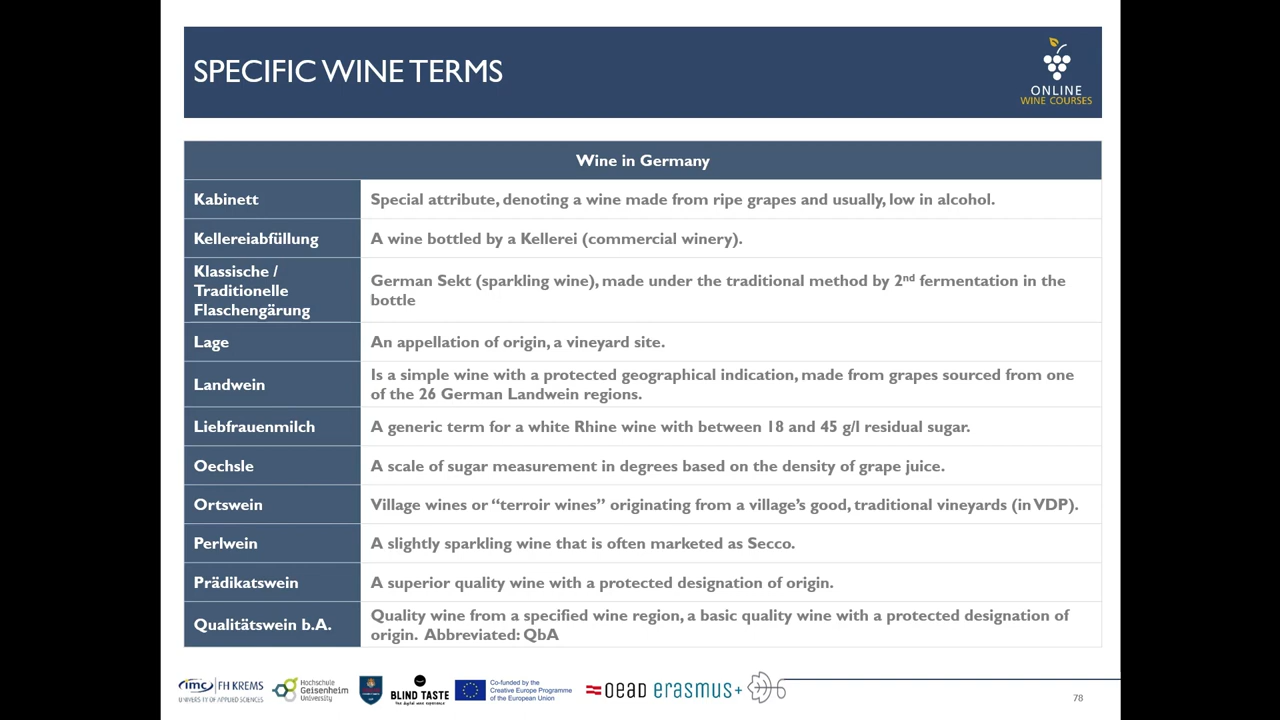 SPECIFIC WINE TERMS
ONLINE
WINE COURSES
Wine in Germany
Kabinett
Special attribute, denoting a wine made from ripe grapes and usually, low in alcohol.
Kellereiabfüllung
A wine bottled by a Kellerei (commercial winery).
Klassische /
Traditionelle
Flaschengärung
German Sekt (sparkling wine), made under the traditional method by 2nd fermentation in the
bottle
Lage
An appellation of origin, a vineyard site.
Landwein
Is a simple wine with a protected geographical indication, made from grapes sourced from one
of the 26 German Landwein regions.
Liebfrauenmilch
A generic term for a white Rhine wine with between 18 and 45 g/l residual sugar.
Oechsle
A scale of sugar measurement in degrees based on the density of grape juice.
Ortswein
Village wines or “terroir wines” originating from a village’s good, traditional vineyards (in VDP).
Perlwein
A slightly sparkling wine that is often marketed as Secco.
Prädikatswein
A superior quality wine with a protected designation of origin.
Qualitätswein b.A.
Quality wine from a specified wine region, a basic quality wine with a protected designation of
origin. Abbreviated: QbA
imc FH KREMS
UNIVERSITY OF APPLIED SCIENCES
Hochschule
Geisenheim
University
BLIND TASTE
the digital wine experience
Co-funded by the
Creative Europe Programme
of the European Union
oead erasmus+
78